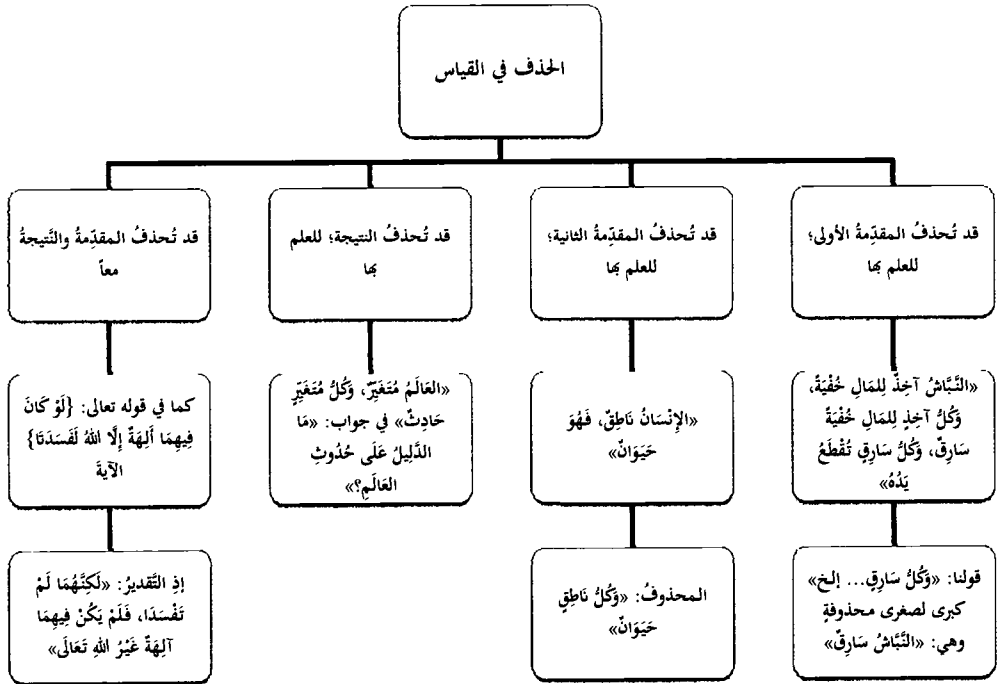 الحذف في القياس
قد تُحذفُ المقدِّمةُ الأولى؛
للعلم بها
«النَّبَّاشُ آخِذٌ لِلمَالِ خُفْيَةً،
وَكُلُّ آخِذٍ لِلمَالِ خُفْيَةً
سَارِقٌ، وَكُلُّ سَارِقٍ تُقْطَعُ
يَدُهُ»
قولنا: «وَكُلُّ سَارِقٍ... إلخ»
كبرى لصغرى محذوفةٍ
وهي: «النَّبَّاشُ سَارِقٌ»
قد تُحذفُ المقدِّمةُ الثانية؛
للعلم بها
«الإِنْسَانُ نَاطِقٌ، فَهُوَ
حَيَوَانٌ»
المحذوفُ: «وَكُلُّ نَاطِقٍ
حَيَوَانٌ»
قد تُحذفُ النتيجة؛ للعلم
بها
«العَالَمُ مُتَغَيِّرٌ، وَكُلُّ مُتَغَيِّرٍ
حَادِثٌ» في جواب: «مَا
الدَّلِيلُ عَلَى حُدُوثِ
العَالَمِ؟»
قد تُحذفُ المقدِّمةُ والنَّتيجةُ
معاً
كما في قوله تعالى: {لَوْ كَانَ
فِيهِمَا أَلِهَةٌ إِلَّا اللهُ لَفَسَدَتَا}
الآيةَ
إذِ التَّقديرُ: «لَكِنَّهُمَا لَمْ
تَفْسُدَا، فَلَمْ يَكُنْ فِيهِمَا
آلِهَةٌ غَيْرُ اللهِ تَعَالَى»